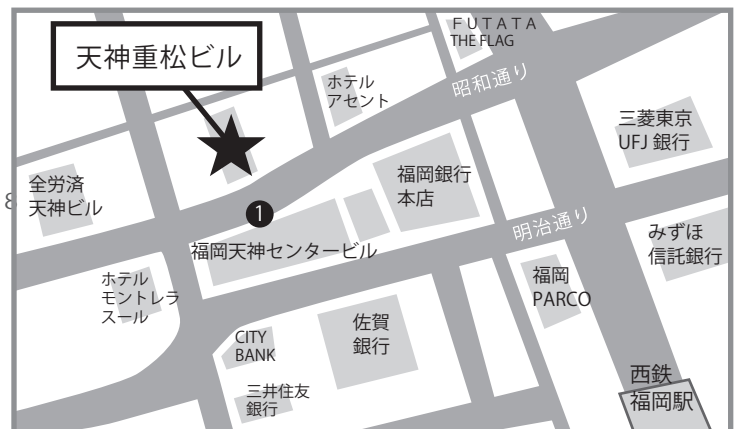 ＦＵＴＡＴＡ
THE FLAG
天神重松ビル
ホテル
アセント
昭和通り
三菱東京
UFJ 銀行
全労済
天神ビル
8
福岡銀行
本店
❶
明治通り
福岡天神センタービル
みずほ
信託銀行
ホテル
モントレラ
スール
福岡
PARCO
CITY
BANK
佐賀
銀行
三井住友
銀行
西鉄
福岡駅